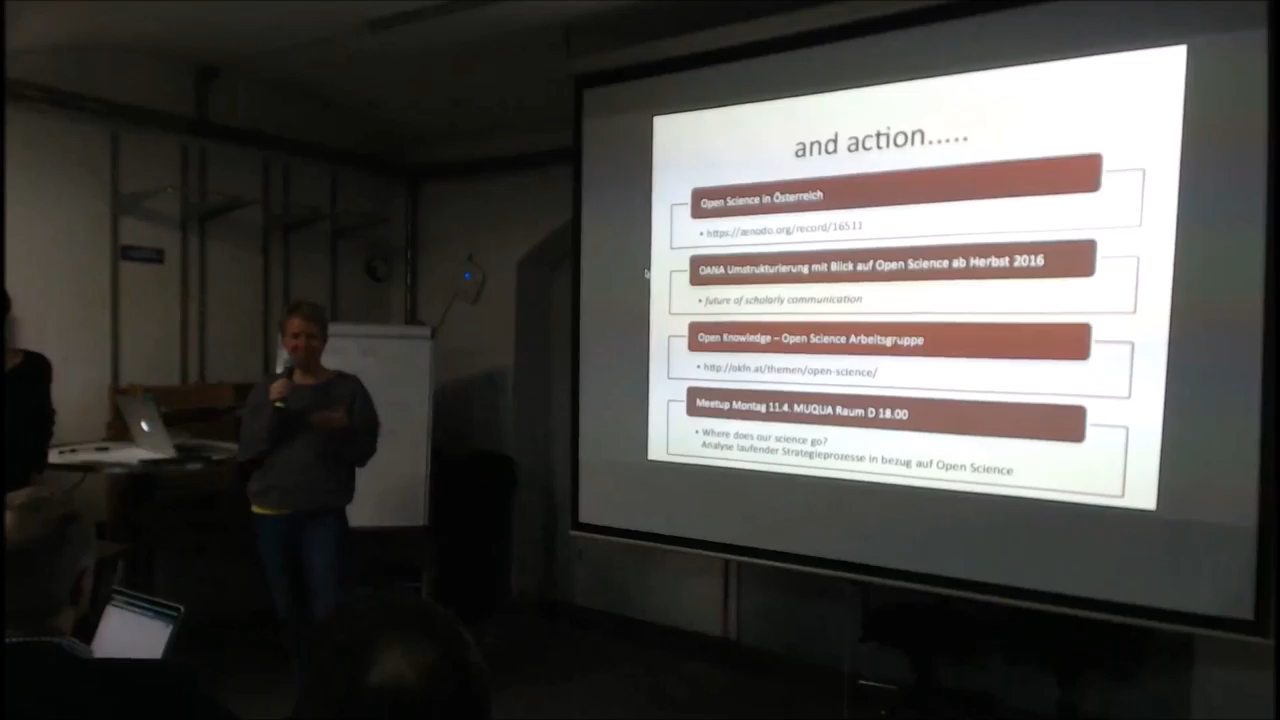 and action.....
Open Science in Österreich
• https://zenodo.org/record/16511
OANA Umstrukturierung mit Blick auf Open Science ab Herbst 2016
• future of scholarly communication
Open Knowledge – Open Science Arbeitsgruppe
• http://okfn.at/themen/open-science/
Meetup Montag 11.4. MUQUA Raum D 18.00
• Where does our science go?
Analyse laufender Strategieprozesse in bezug auf Open Science